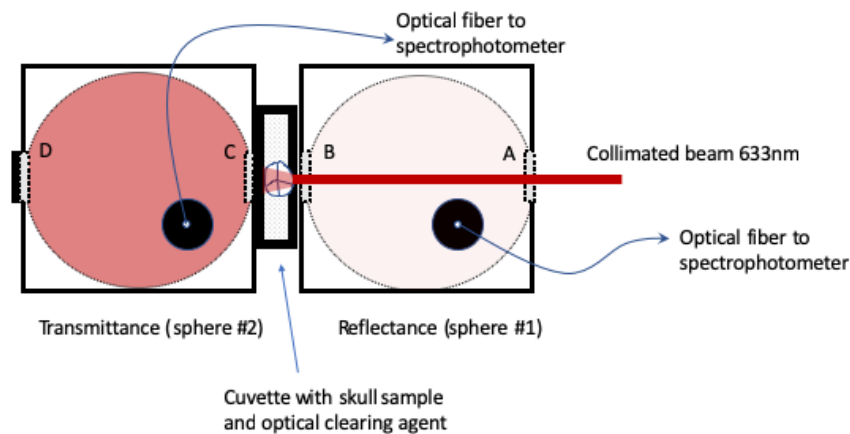 Optical fiber to
spectrophotometer
D
C
B
A
Collimated beam 633nm
Optical fiber to
spectrophotometer
Transmittance (sphere #2)
Reflectance (sphere #1)
Cuvette with skull sample
and optical clearing agent